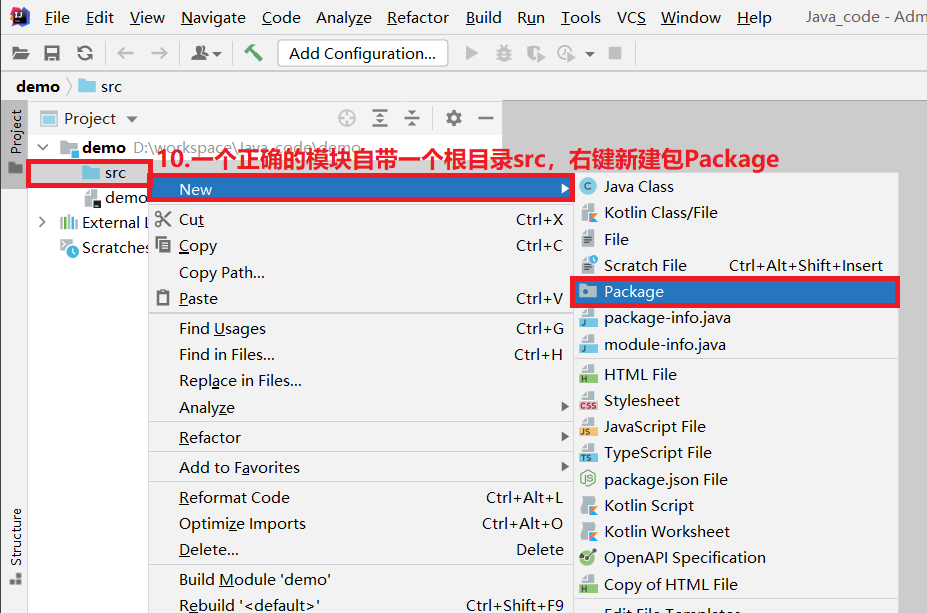 File Edit View Navigate Code Analyze Refactor Build Run Tools VCS Window Help Java_code - Adm
Add Configuration...
demo src
Project
Project
demo D:\workspace\Java_code\demo
10.一个正确的模块自带一个根目录src，右键新建包Package
src
demo
External L
Scratches
Structure
New
Cut Ctrl+X
Copy Ctrl+C
Copy Path...
Paste Ctrl+V
Find Usages Ctrl+G
Find in Files... Ctrl+H
Replace in Files...
Analyze
Refactor
Add to Favorites
Reformat Code Ctrl+Alt+L
Optimize Imports Ctrl+Alt+O
Delete... Delete
Build Module 'demo'
Rebuild '<default>' Ctrl+Shift+F9
Java Class
Kotlin Class/File
File
Scratch File Ctrl+Alt+Shift+Insert
Package
package-info.java
module-info.java
HTML File
Stylesheet
JavaScript File
TypeScript File
package.json File
Kotlin Script
Kotlin Worksheet
OpenAPI Specification
Copy of HTML File
Edit File Templates